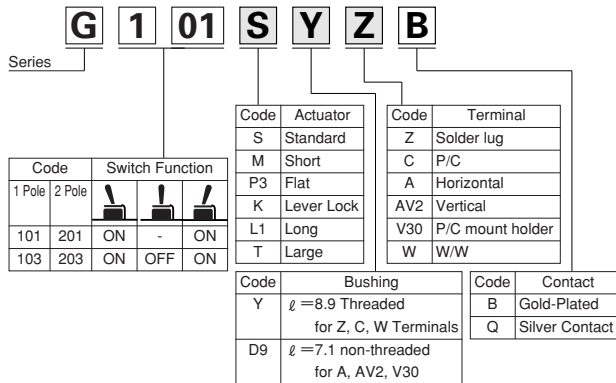 G 1 01 S Y Z B
Series
Code Actuator
S Standard
M Short
P3 Flat
K Lever Lock
L1 Long
T Large
Code Terminal
Z Solder lug
C P/C
A Horizontal
AV2 Vertical
V30 P/C mount holder
W W/W
Code Switch Function
1 Pole 2 Pole
101 201 ON - ON
103 203 ON OFF ON
Code Bushing
Y ℓ =8.9 Threaded
for Z, C, W Terminals
D9 ℓ =7.1 non-threaded
for A, AV2, V30
Code Contact
B Gold-Plated
Q Silver Contact